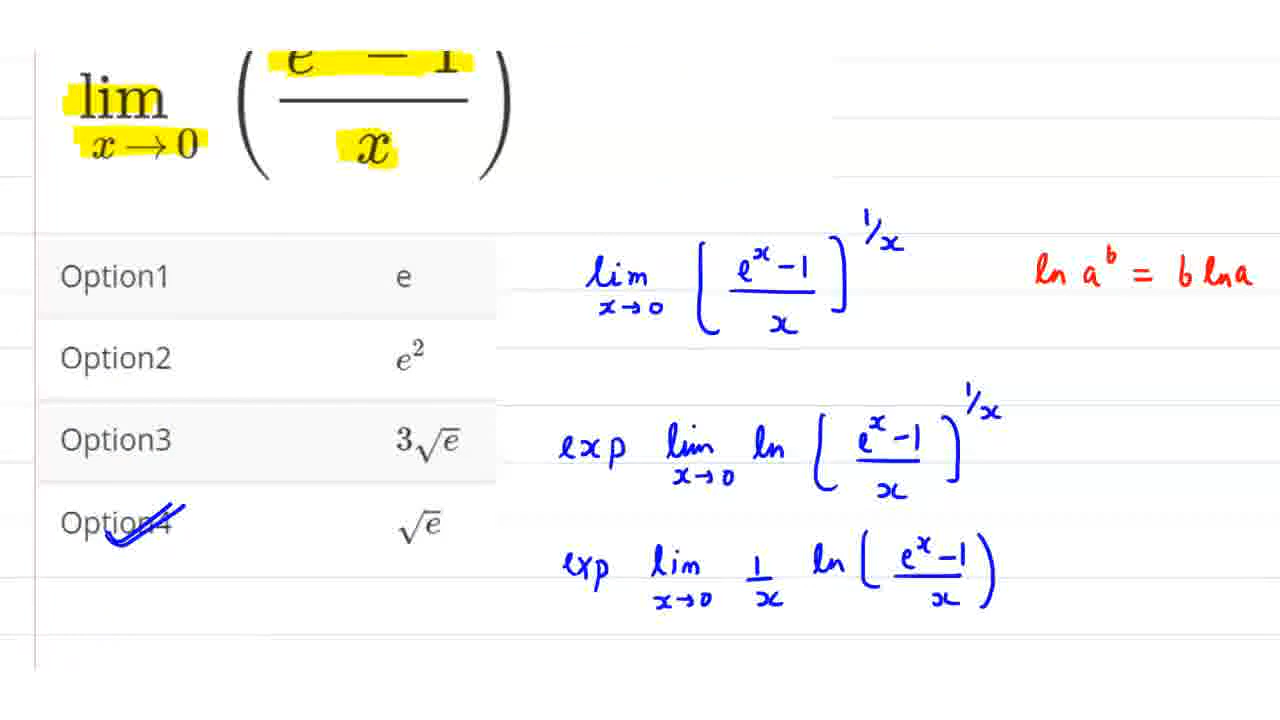 lim x→0 ( e − 1 / x )
Option1 e
Option2 e²
Option3 3√e
Option4 √e
lim x→0 [ (eˣ − 1) / x ]^(1/x)
ln aᵇ = b ln a
exp lim x→0 ln [ (eˣ − 1) / x ]^(1/x)
exp lim x→0 1/x ln ( (eˣ − 1) / x )